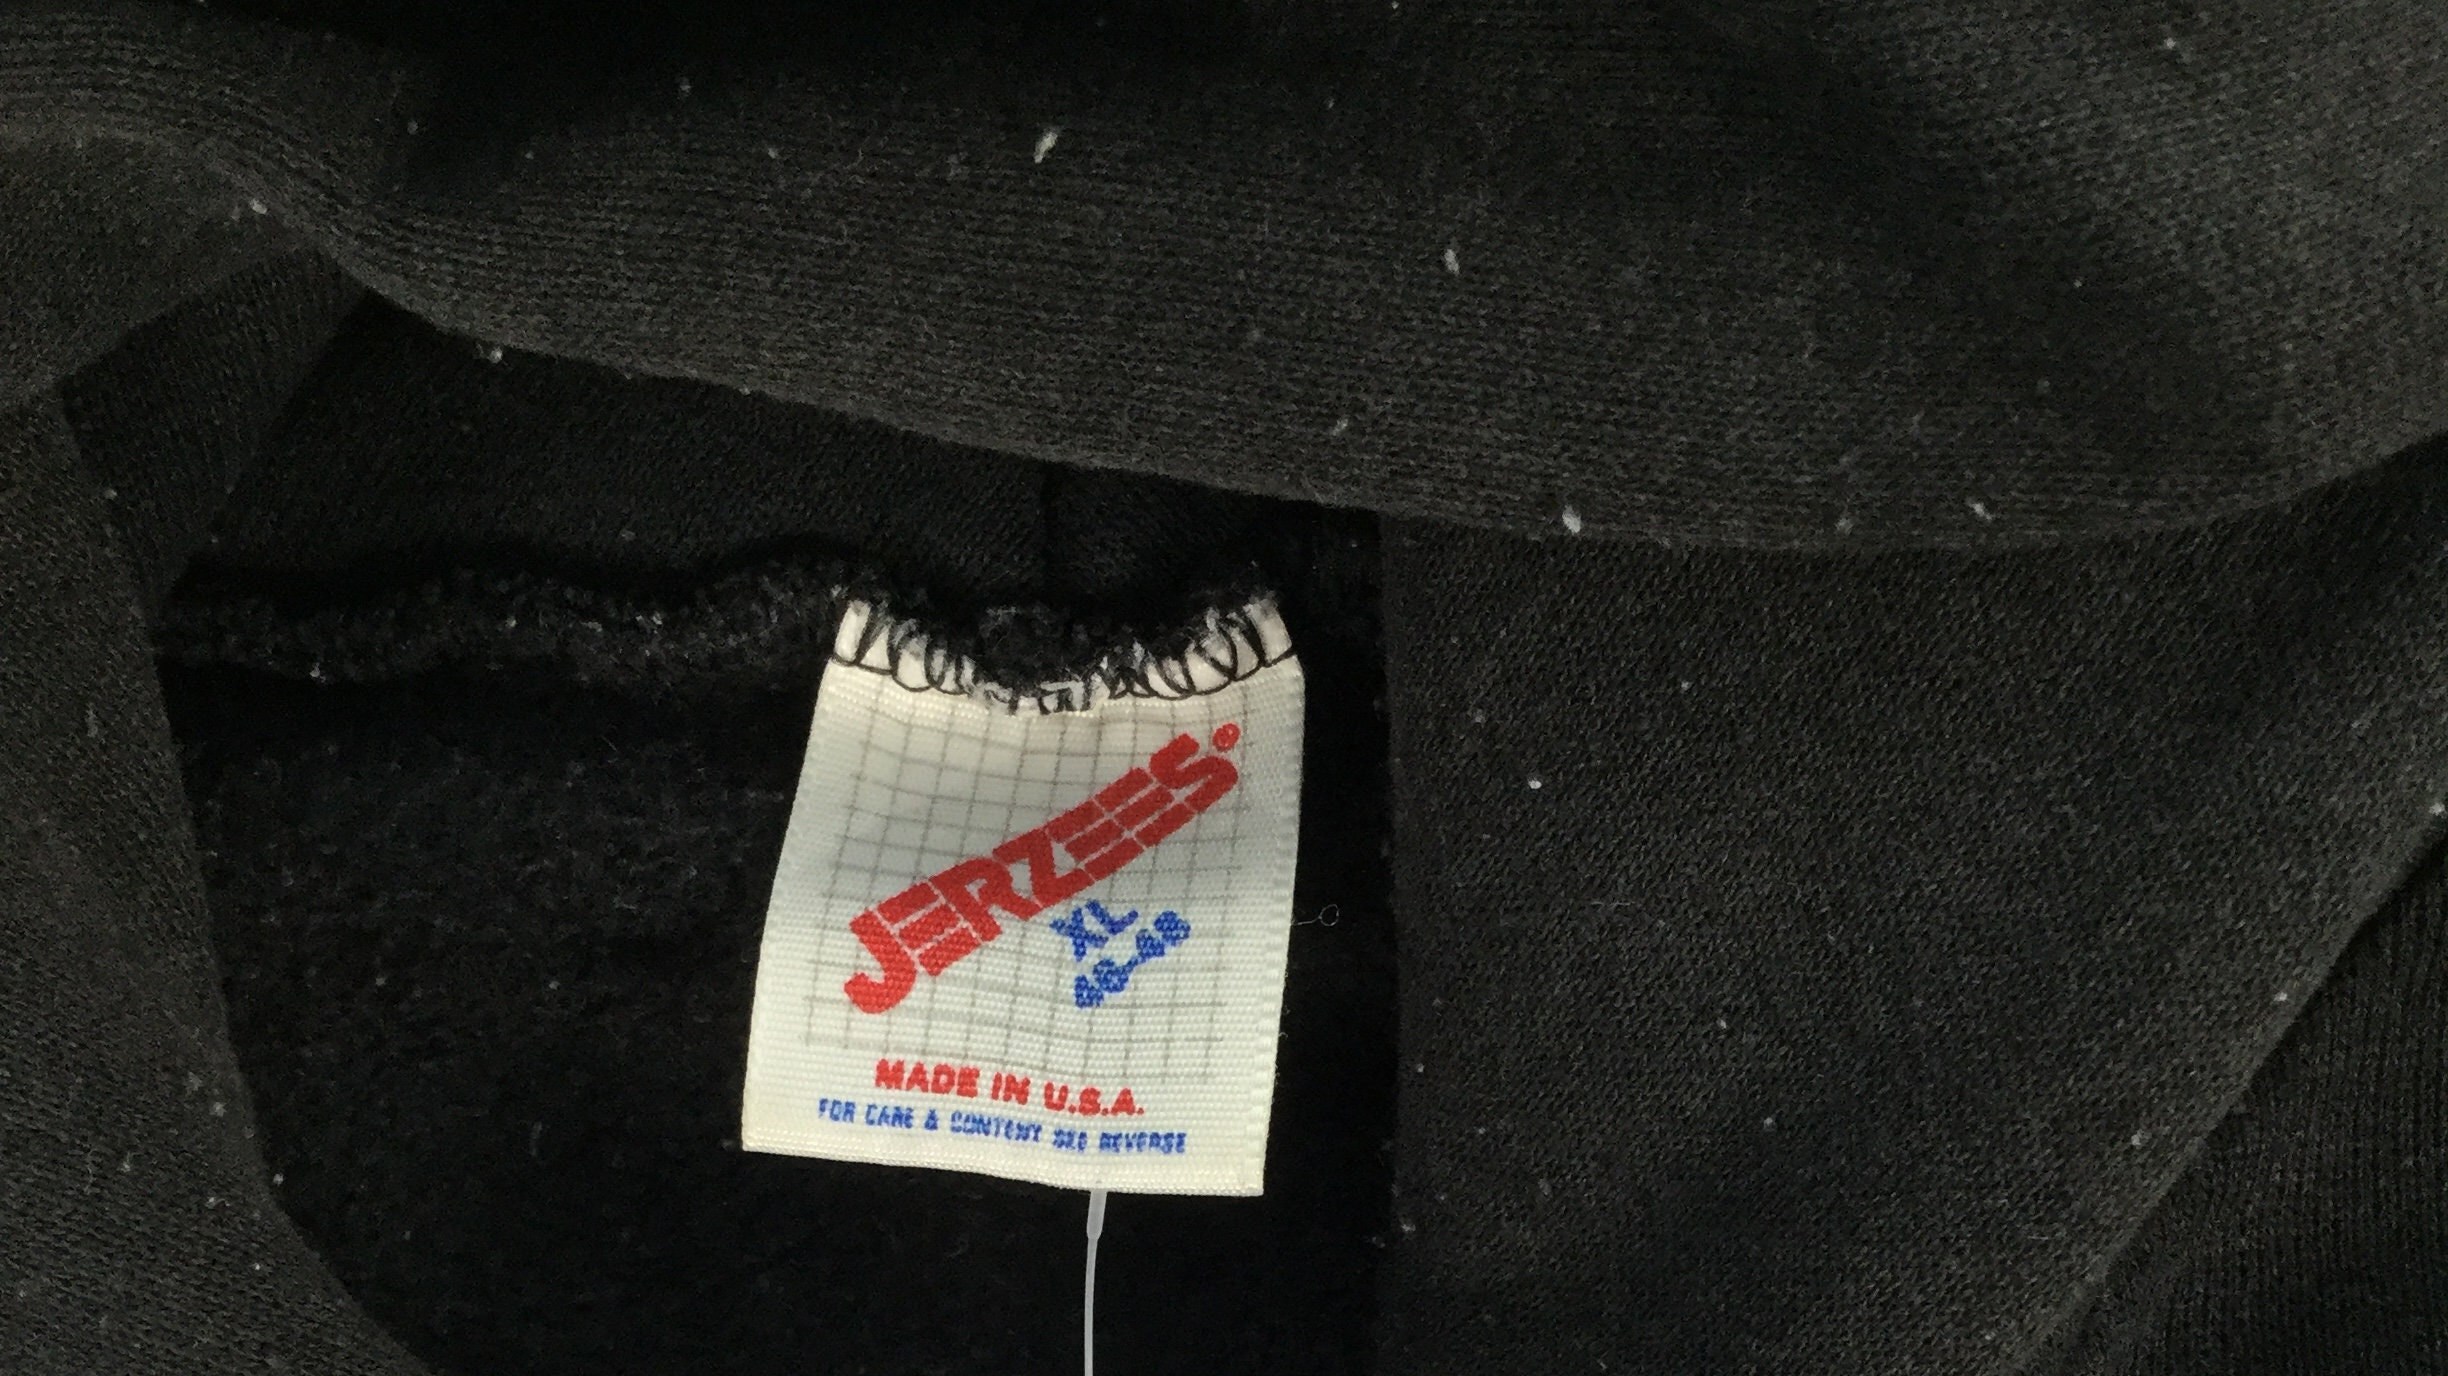 JERZEES
XL
46-48
MADE IN U.S.A.
FOR CARE & CONTENT SEE REVERSE